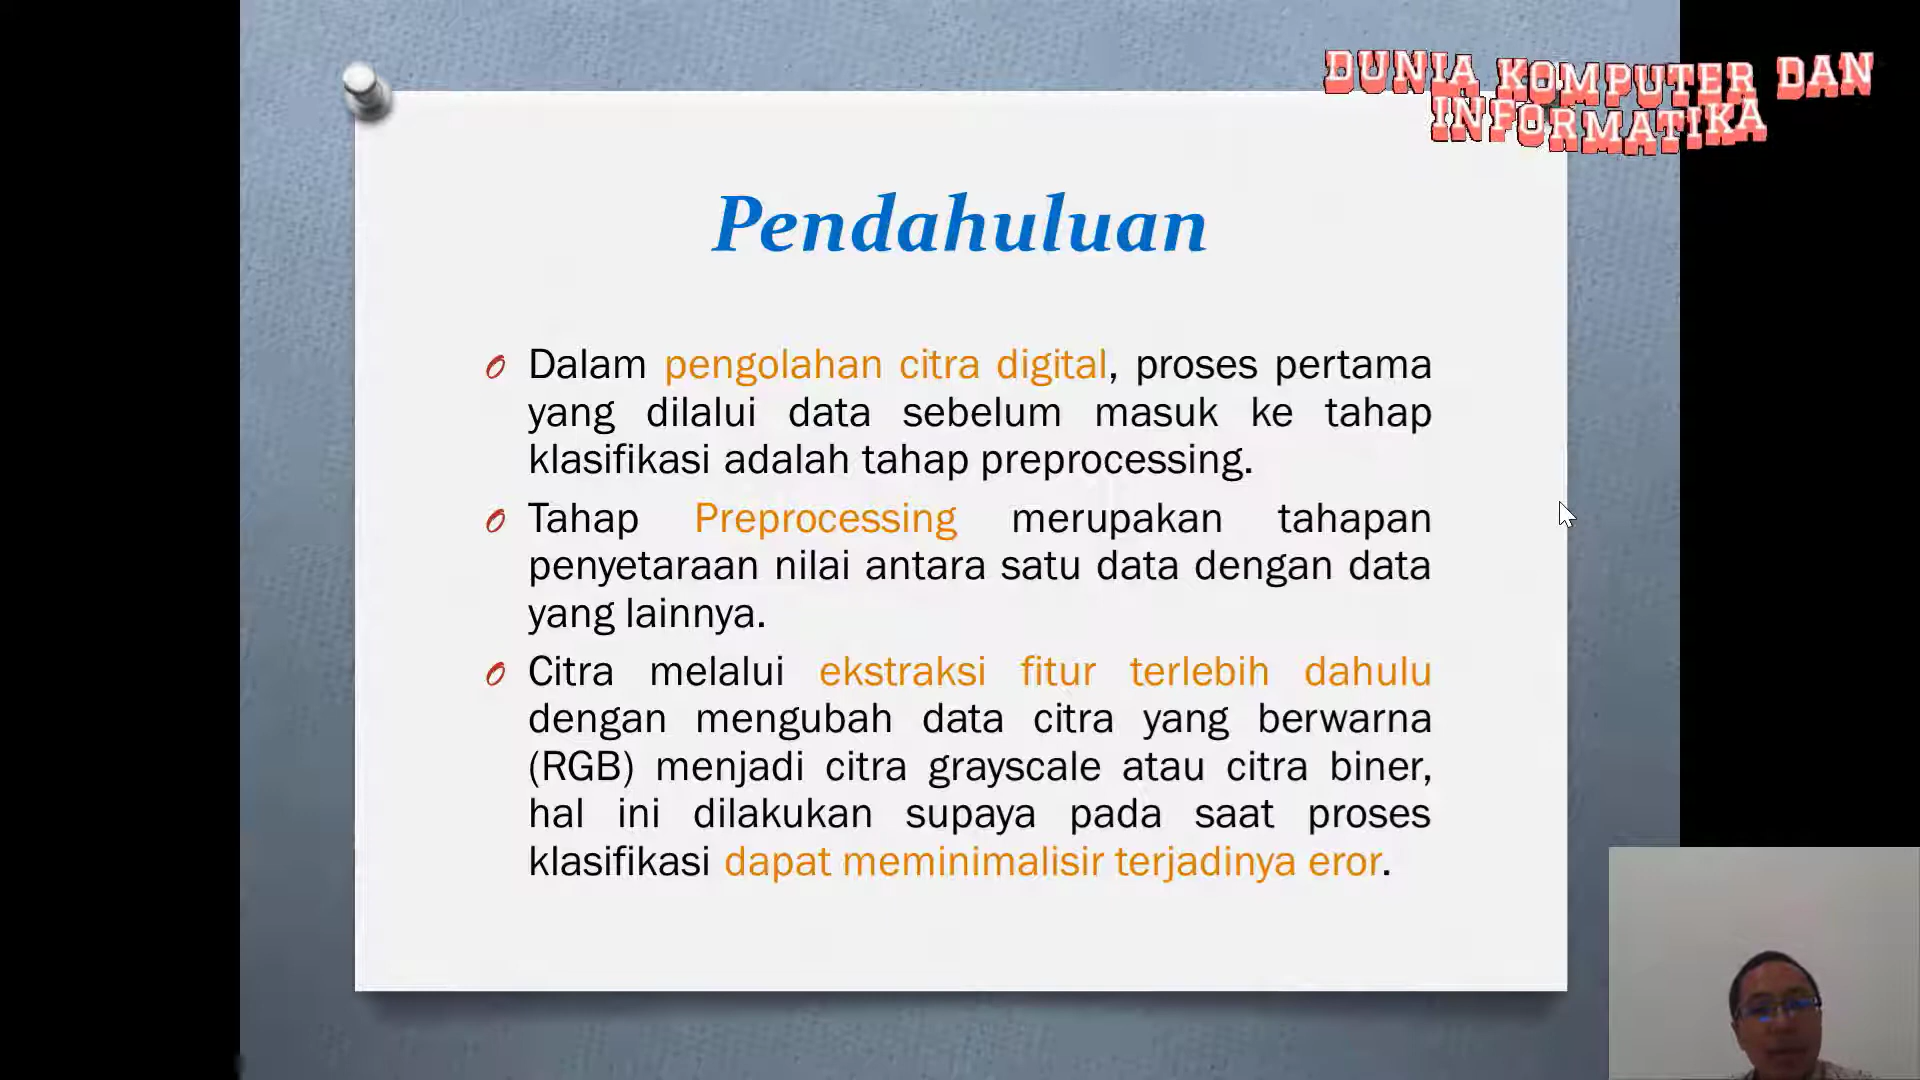 DUNIA KOMPUTER DAN
INFORMATIKA
Pendahuluan
Dalam pengolahan citra digital, proses pertama
yang dilalui data sebelum masuk ke tahap
klasifikasi adalah tahap preprocessing.
Tahap Preprocessing merupakan tahapan
penyetaraan nilai antara satu data dengan data
yang lainnya.
Citra melalui ekstraksi fitur terlebih dahulu
dengan mengubah data citra yang berwarna
(RGB) menjadi citra grayscale atau citra biner,
hal ini dilakukan supaya pada saat proses
klasifikasi dapat meminimalisir terjadinya eror.